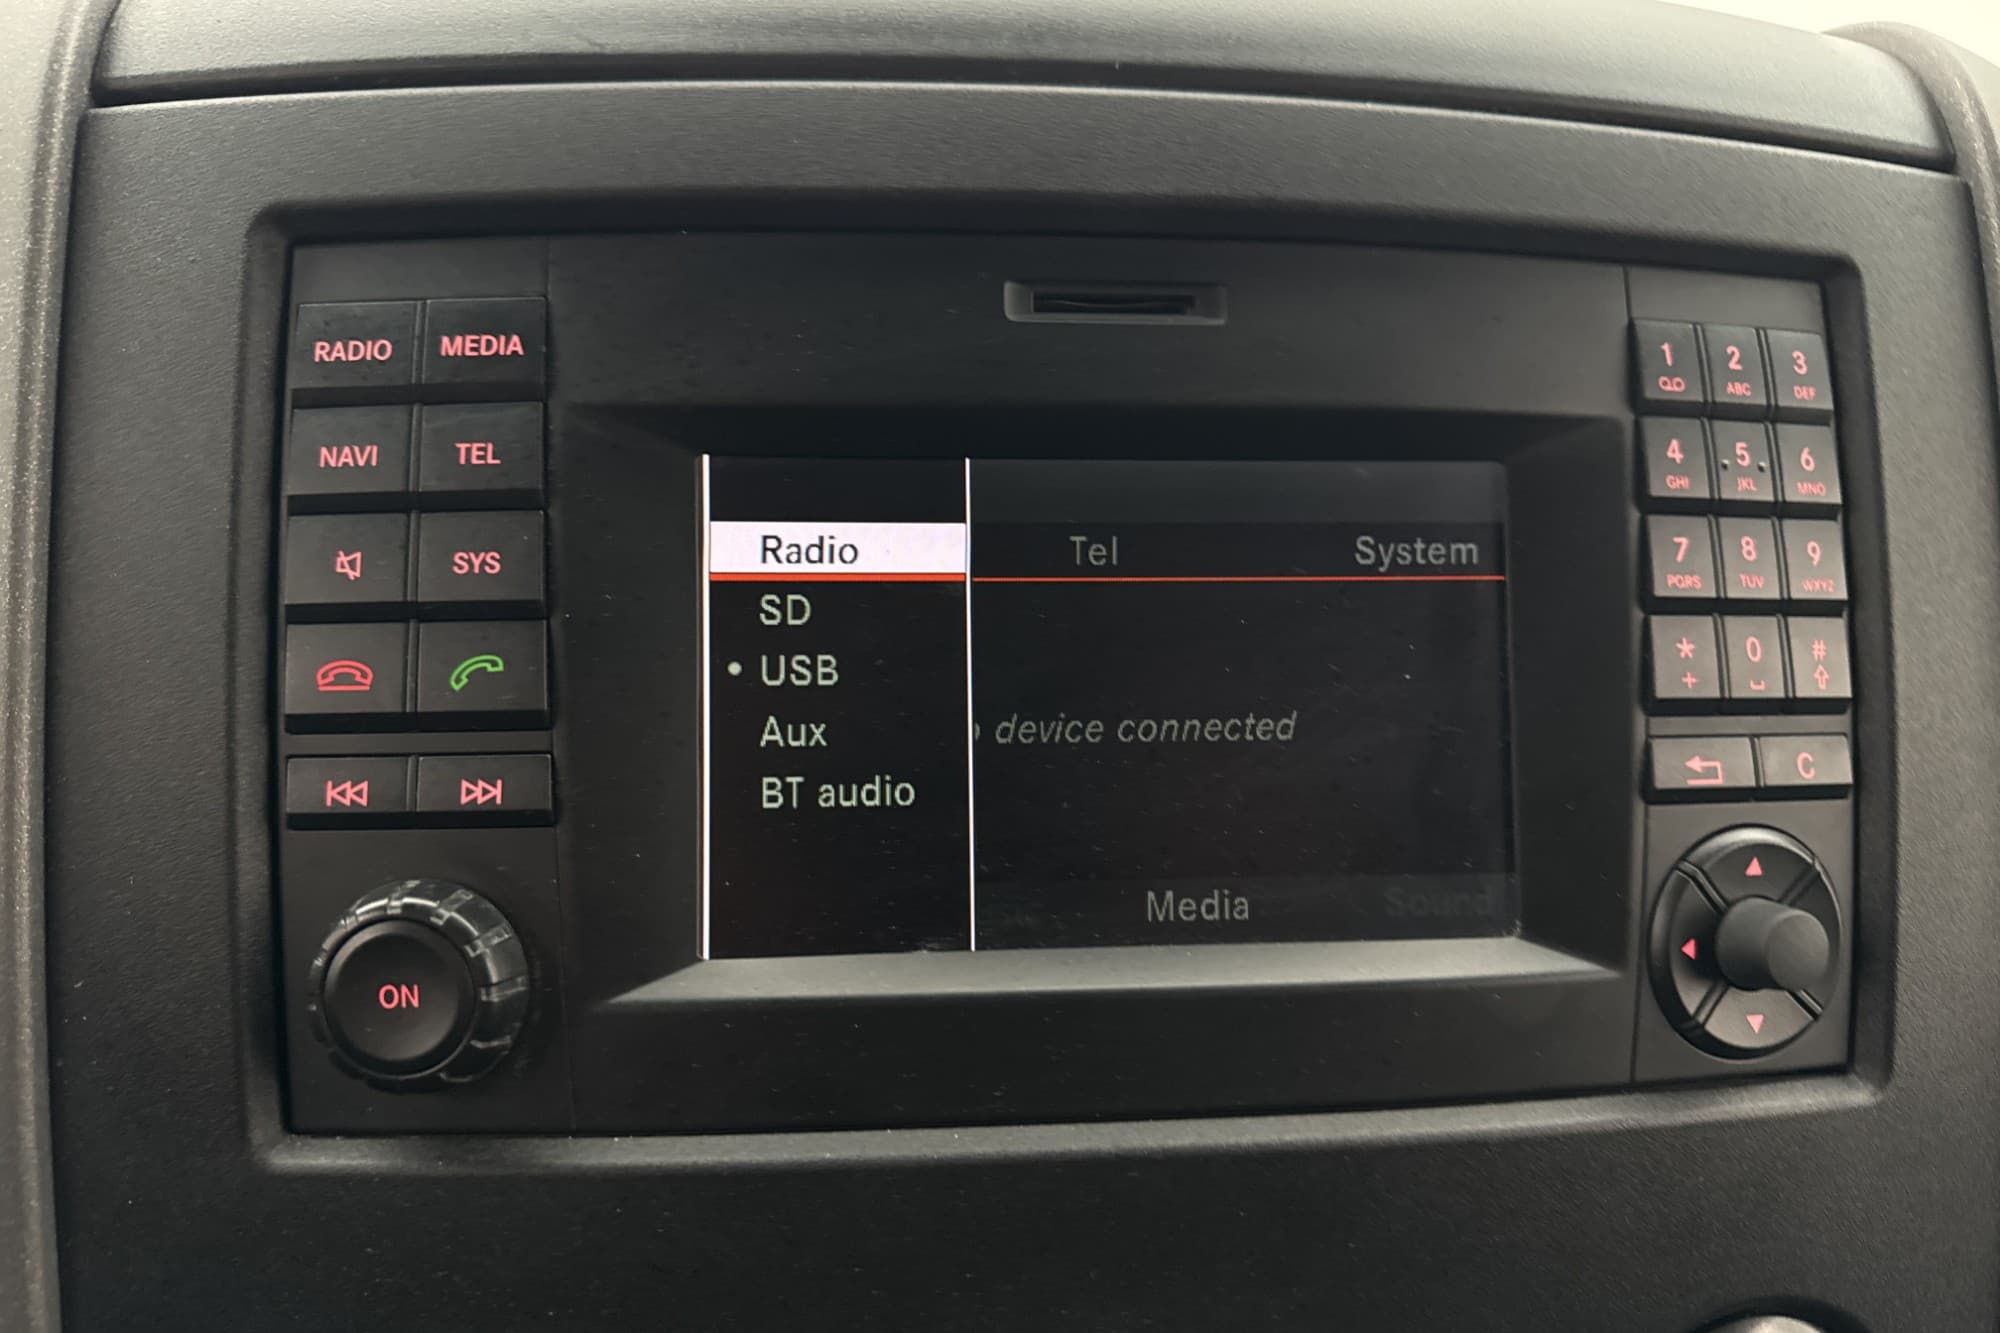 RADIO MEDIA
NAVI TEL
SYS
ON
Radio Tel System
SD
• USB
Aux
device connected
BT audio
Media Sound
1 2 ABC 3 DEF
4 GHI 5 JKL 6 MNO
7 PQRS 8 TUV 9 WXYZ
* + 0 #
C